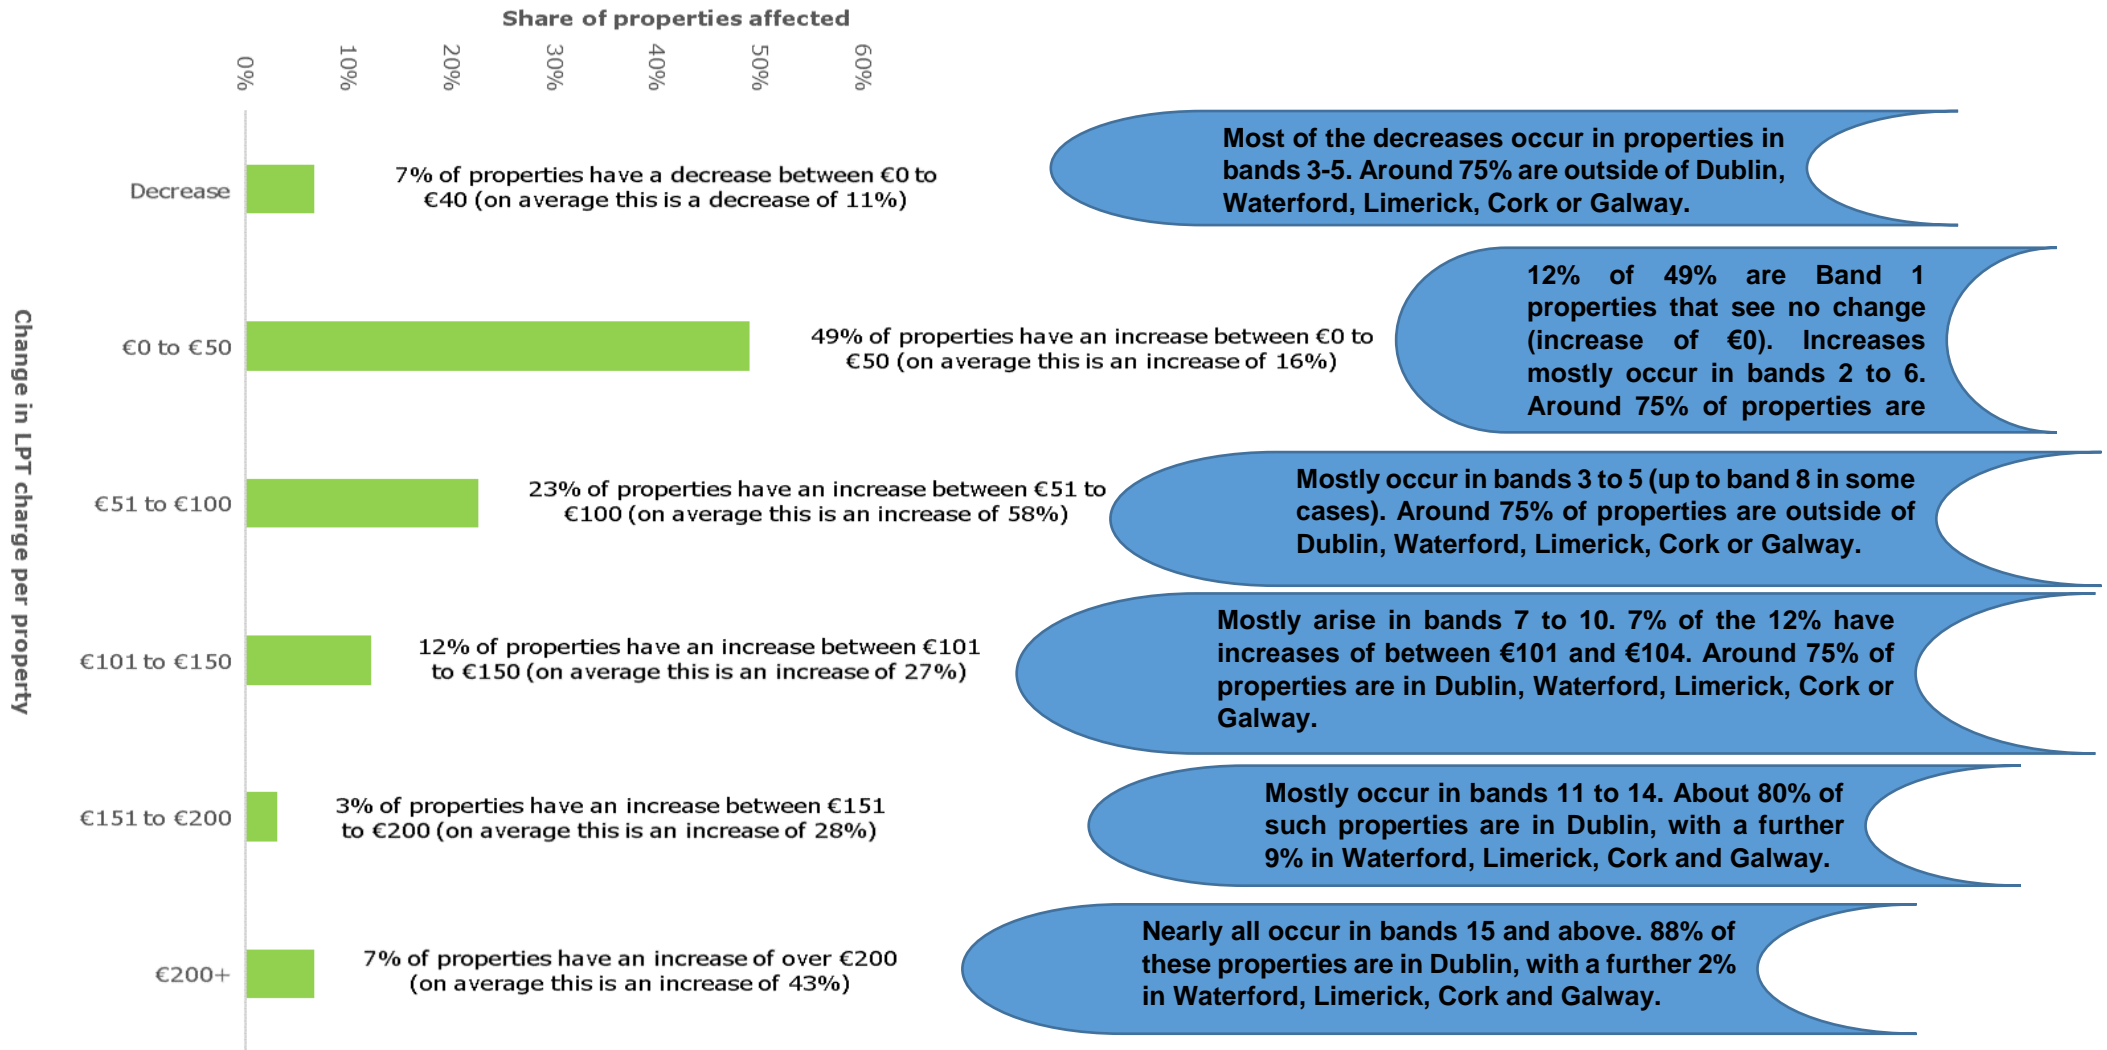 Share of properties affected
0%
10%
20%
30%
40%
50%
60%
Change in LPT charge per property
Decrease
7% of properties have a decrease between €0 to
€40 (on average this is a decrease of 11%)
Most of the decreases occur in properties in
bands 3-5. Around 75% are outside of Dublin,
Waterford, Limerick, Cork or Galway.
€0 to €50
49% of properties have an increase between €0 to
€50 (on average this is an increase of 16%)
12% of 49% are Band 1
properties that see no change
(increase of €0). Increases
mostly occur in bands 2 to 6.
Around 75% of properties are
€51 to €100
23% of properties have an increase between €51 to
€100 (on average this is an increase of 58%)
Mostly occur in bands 3 to 5 (up to band 8 in some
cases). Around 75% of properties are outside of
Dublin, Waterford, Limerick, Cork or Galway.
€101 to €150
12% of properties have an increase between €101
to €150 (on average this is an increase of 27%)
Mostly arise in bands 7 to 10. 7% of the 12% have
increases of between €101 and €104. Around 75% of
properties are in Dublin, Waterford, Limerick, Cork or
Galway.
€151 to €200
3% of properties have an increase between €151
to €200 (on average this is an increase of 28%)
Mostly occur in bands 11 to 14. About 80% of
such properties are in Dublin, with a further
9% in Waterford, Limerick, Cork and Galway.
€200+
7% of properties have an increase of over €200
(on average this is an increase of 43%)
Nearly all occur in bands 15 and above. 88% of
these properties are in Dublin, with a further 2%
in Waterford, Limerick, Cork and Galway.